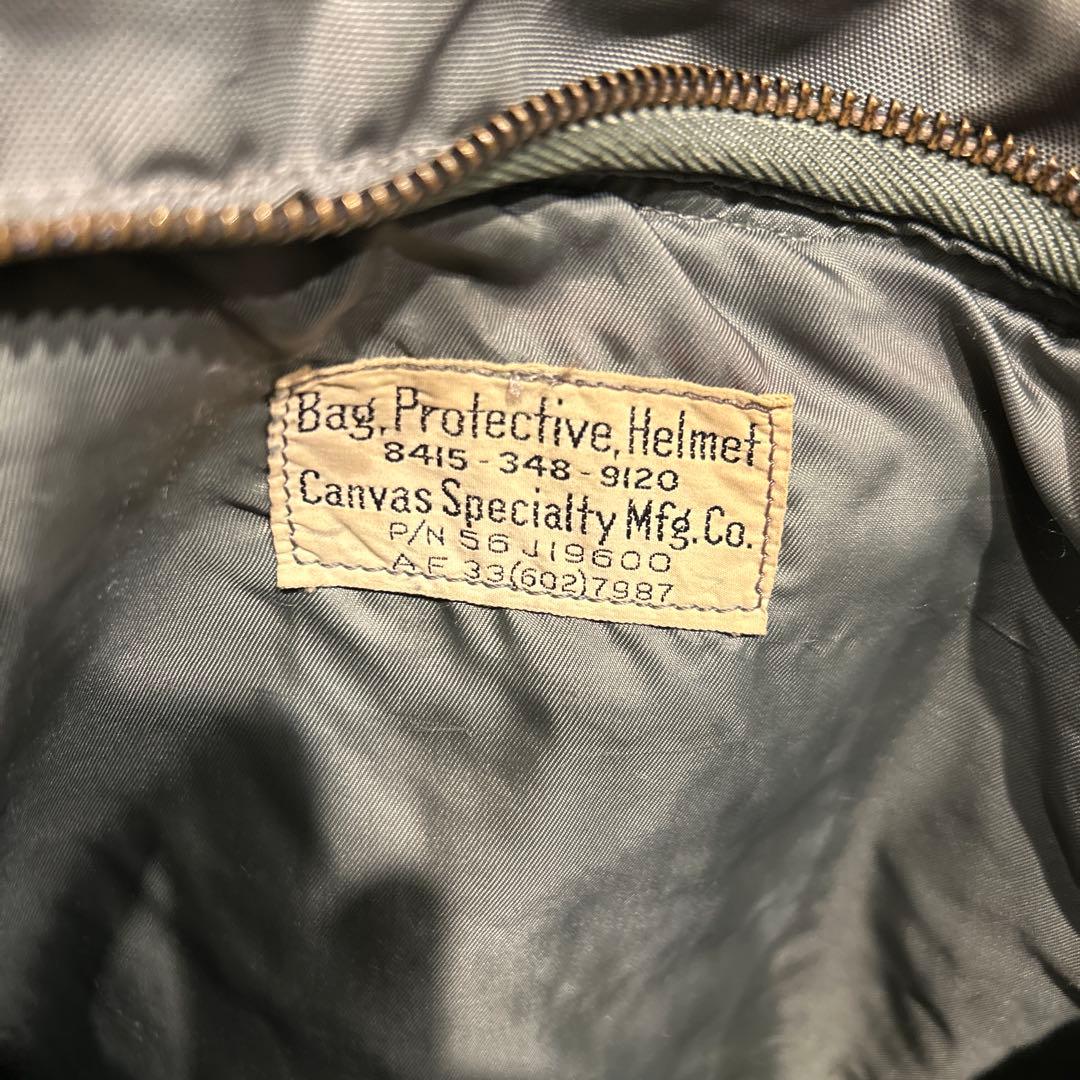 Bag, Protective, Helmet
8415-348-9120
Canvas Specialty Mfg. Co.
P/N 56J19600
AF 33(602)7987